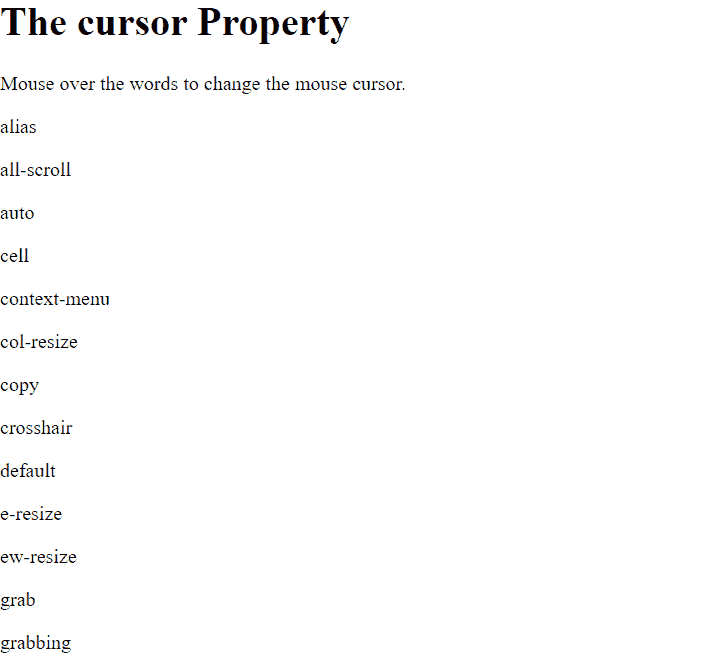 The cursor Property
Mouse over the words to change the mouse cursor.
alias
all-scroll
auto
cell
context-menu
col-resize
copy
crosshair
default
e-resize
ew-resize
grab
grabbing